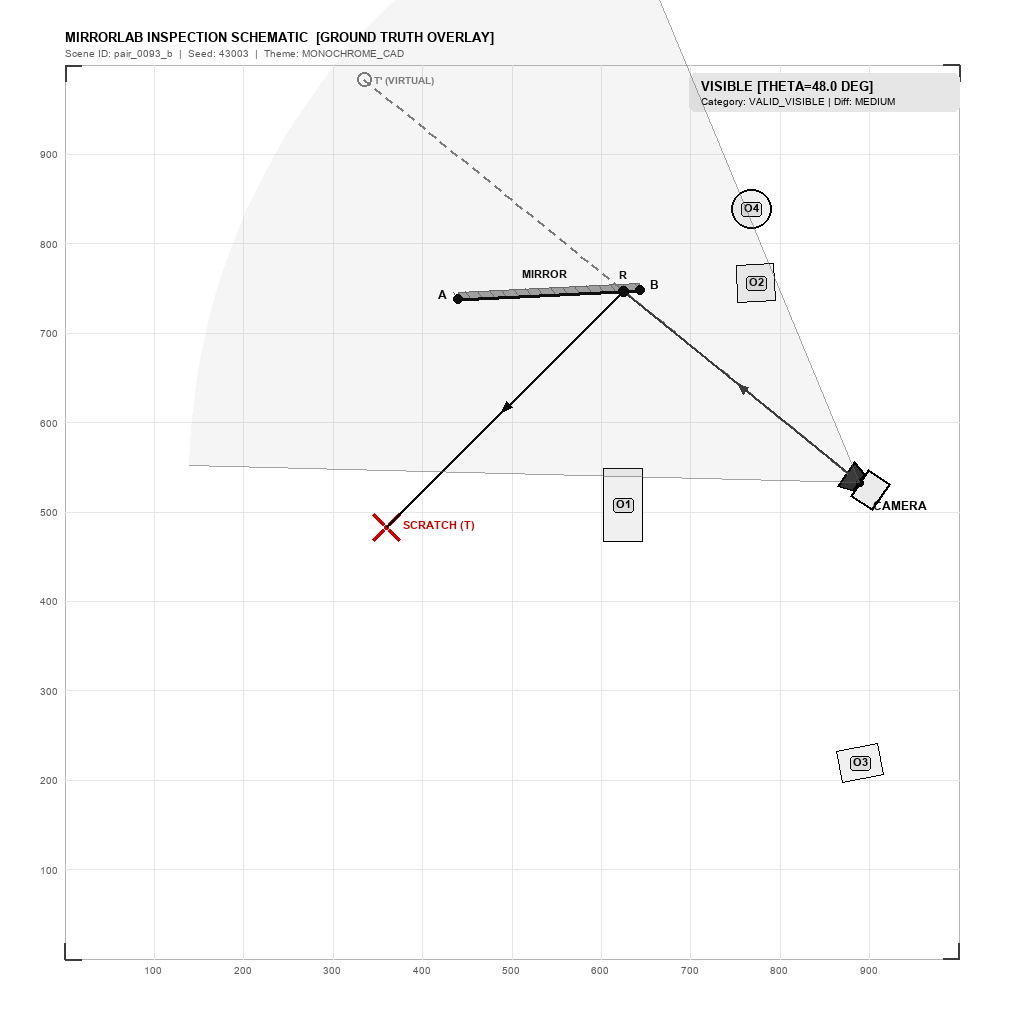 MIRRORLAB INSPECTION SCHEMATIC [GROUND TRUTH OVERLAY]
Scene ID: pair_0093_b | Seed: 43003 | Theme: MONOCHROME_CAD
T' (VIRTUAL)
VISIBLE [THETA=48.0 DEG]
Category: VALID_VISIBLE | Diff: MEDIUM
900
O4
800
MIRROR
R
O2
A
B
700
600
O1
CAMERA
500
SCRATCH (T)
400
300
O3
200
100
100 200 300 400 500 600 700 800 900